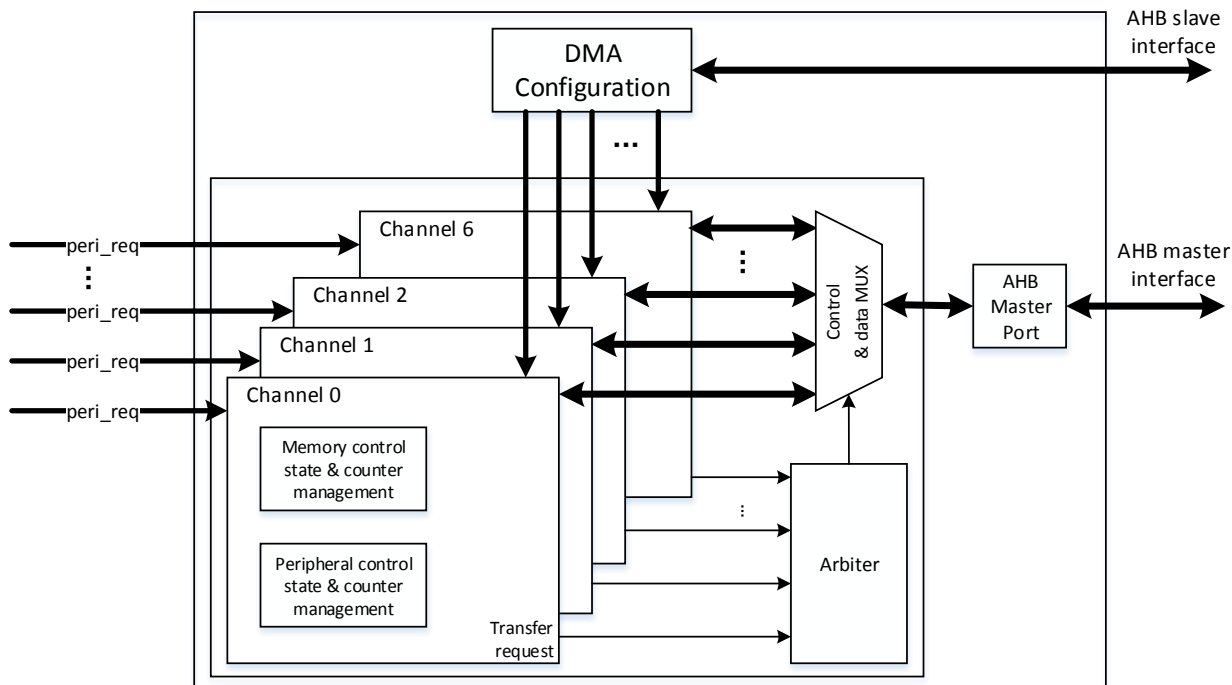 AHB slave
interface
DMA
Configuration
...
Channel 6
peri_req
...
Channel 2
peri_req
Channel 1
peri_req
Channel 0
peri_req
Memory control
state & counter
management
Peripheral control
state & counter
management
Transfer
request
...
Control
& data MUX
...
Arbiter
AHB
Master
Port
AHB master
interface